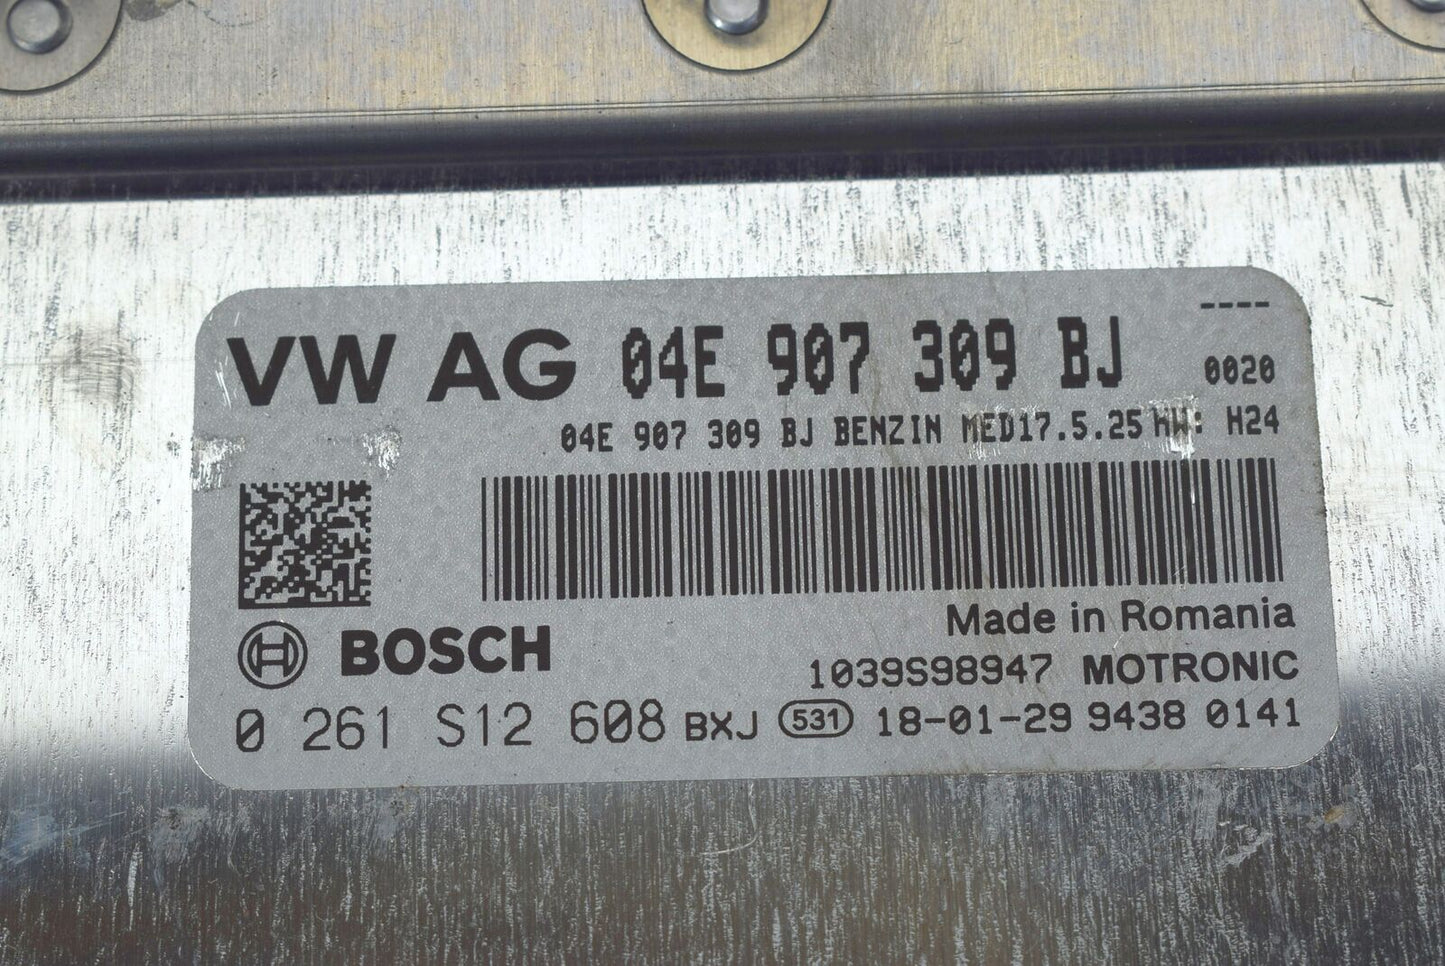 ----
VW AG 04E 907 309 BJ 0020
04E 907 309 BJ BENZIN MED17.5.25 HW: H24
Made in Romania
BOSCH
1039S98947 MOTRONIC
0 261 S12 608 BXJ 531 18-01-29 9438 0141